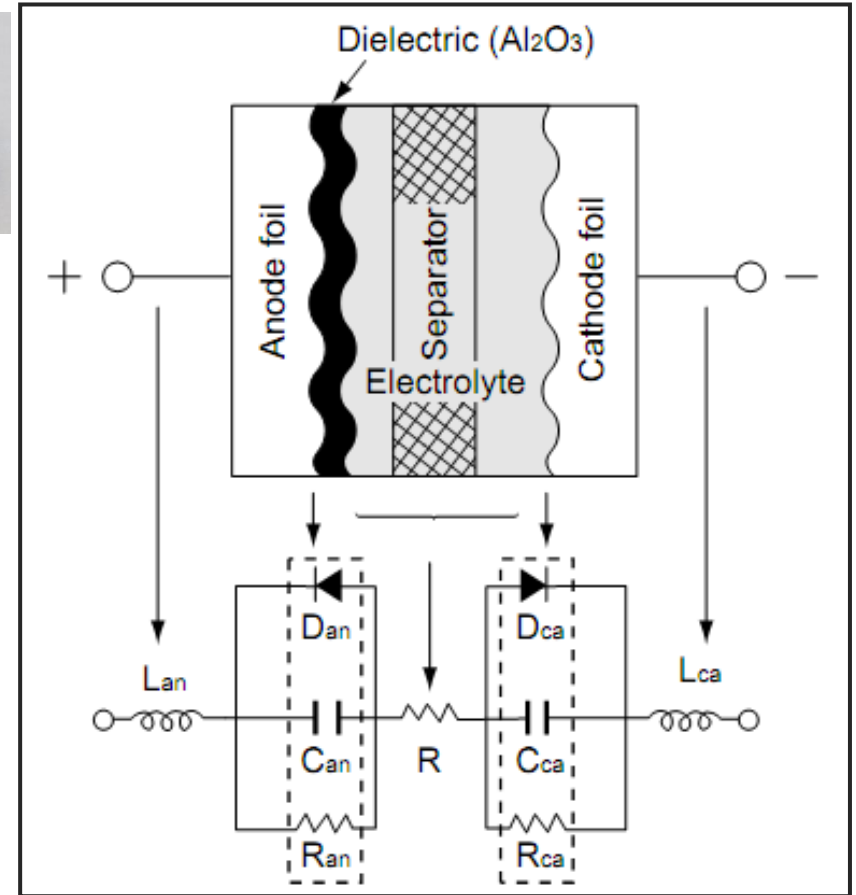 Dielectric (Al₂O₃)
+
Anode foil
Separator
Electrolyte
Cathode foil
−
Dan
Dca
Lan
Lca
Can
R
Cca
Ran
Rca